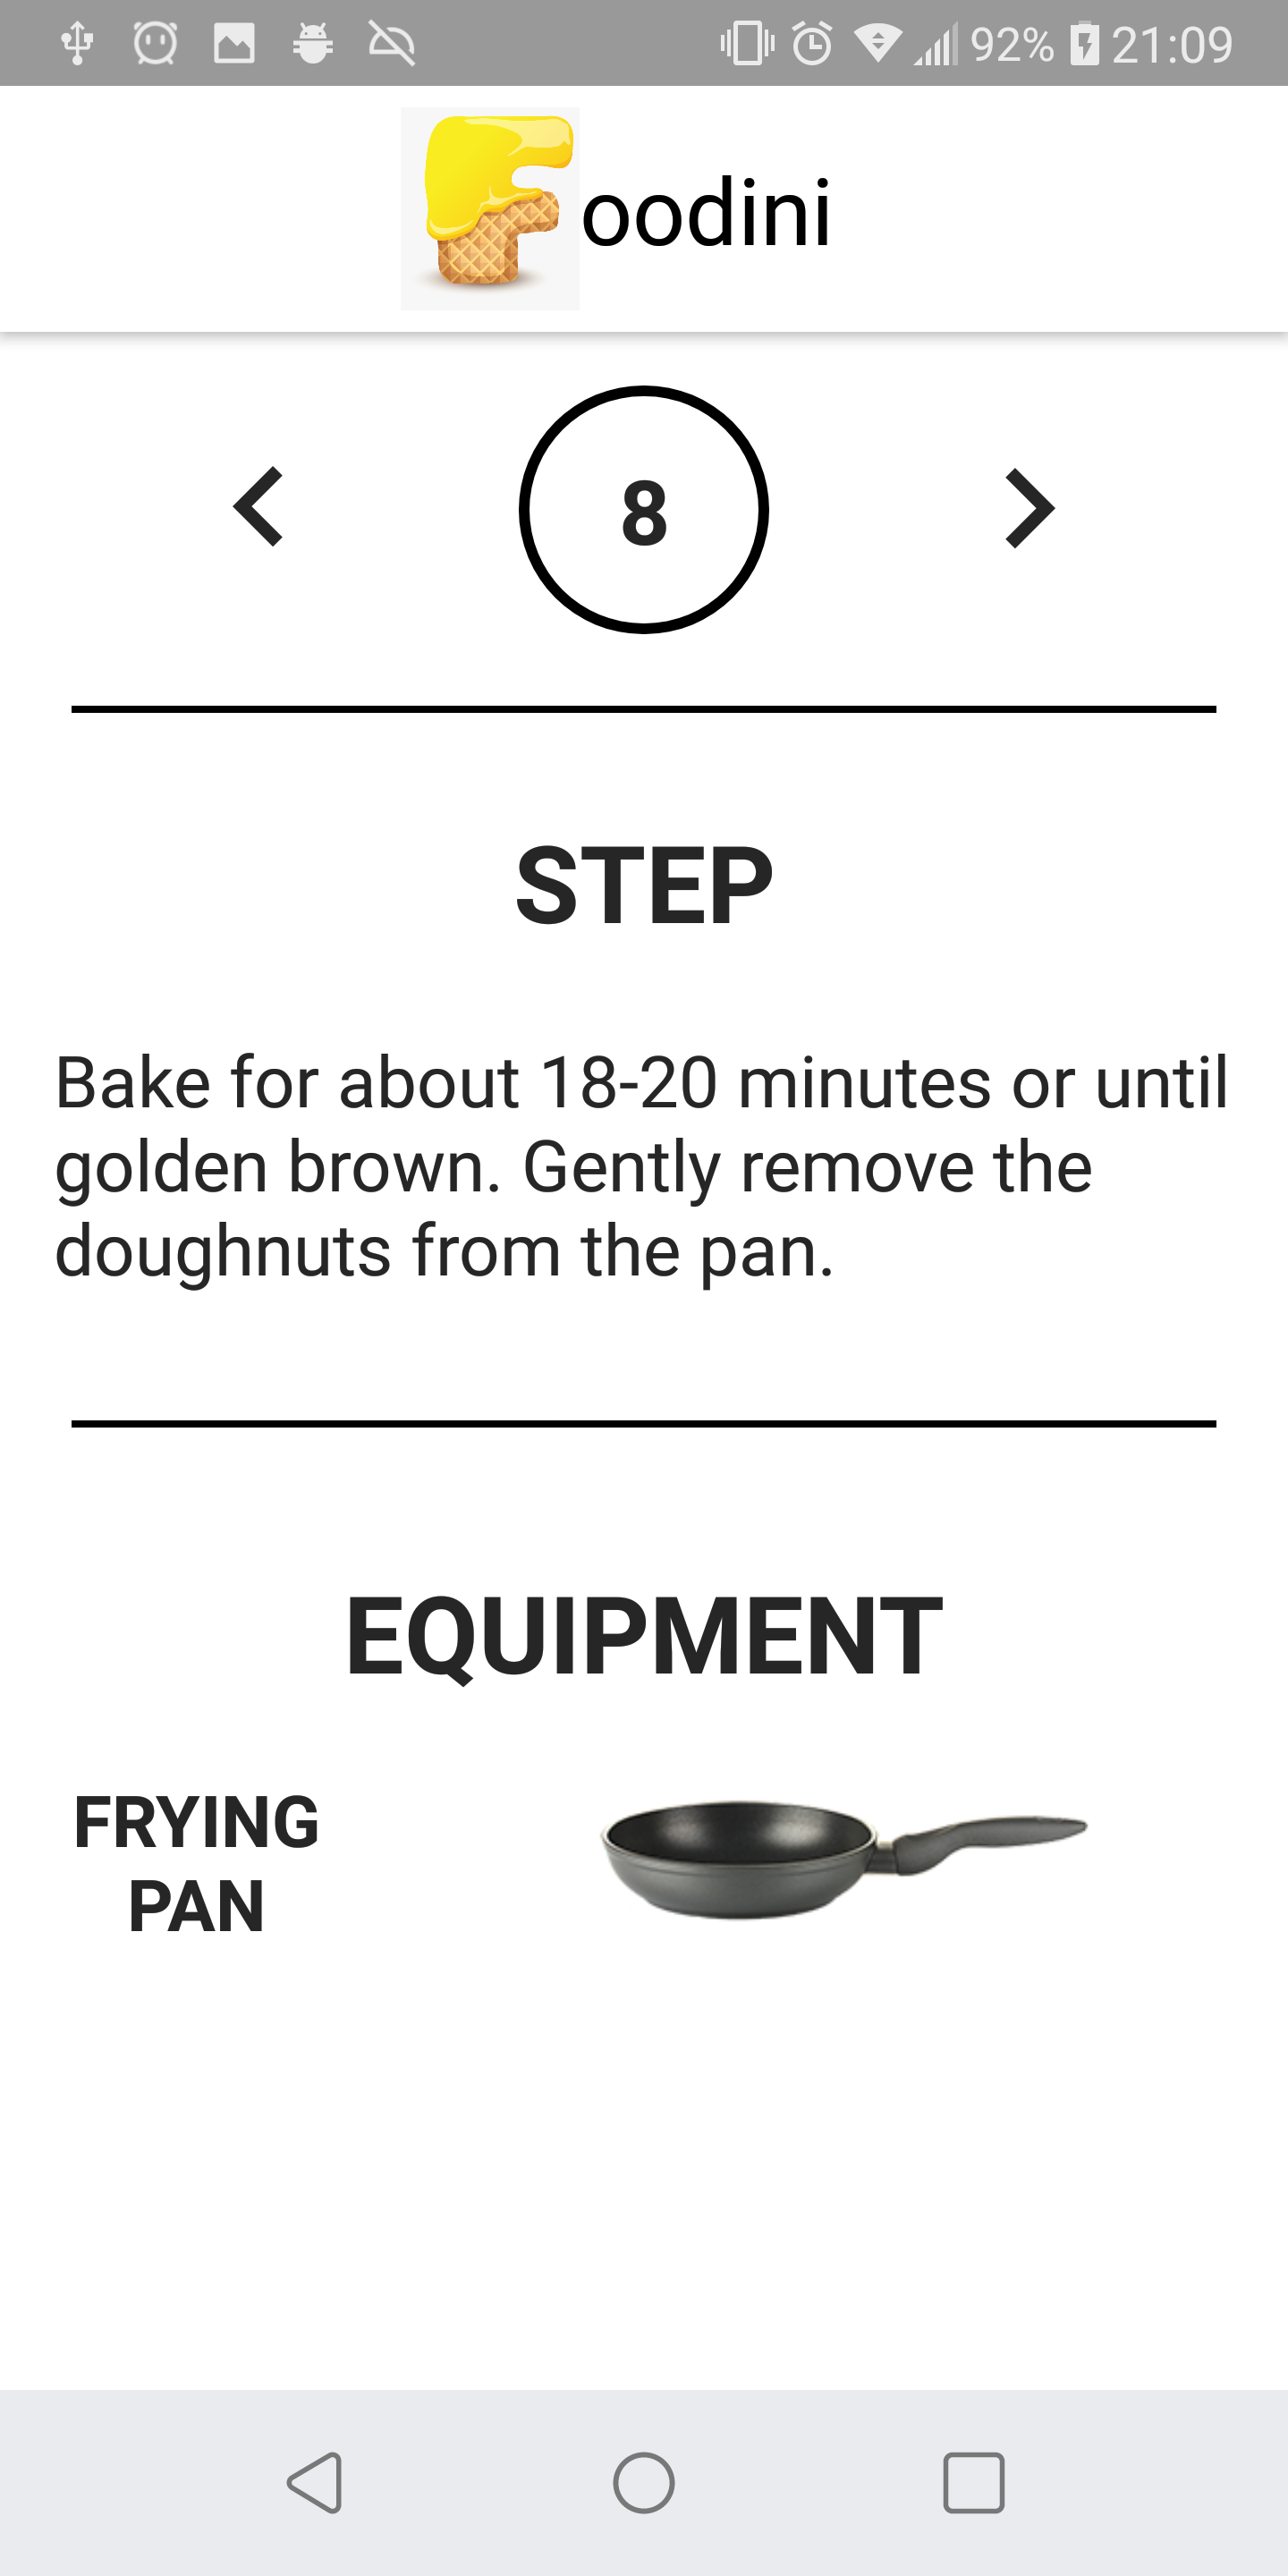 92% 21:09
Foodini
8
STEP
Bake for about 18-20 minutes or until
golden brown. Gently remove the
doughnuts from the pan.
EQUIPMENT
FRYING
PAN